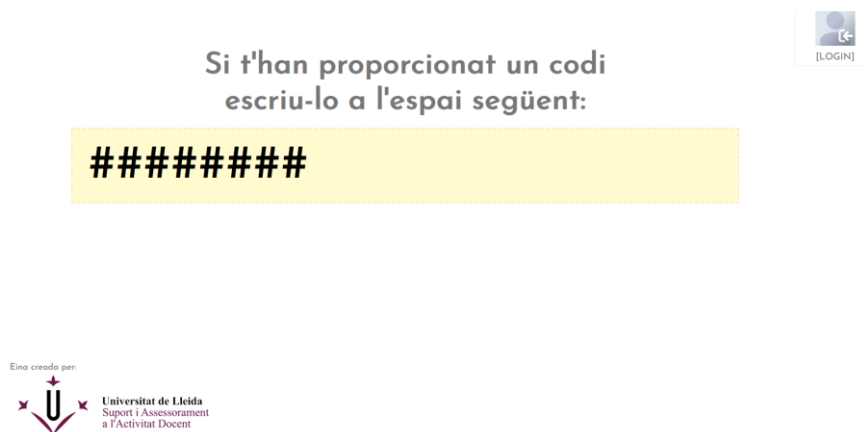 [LOGIN]
Si t'han proporcionat un codi
escriu-lo a l'espai següent:
########
Eina creada per:
U
Universitat de Lleida
Suport i Assessorament
a l'Activitat Docent